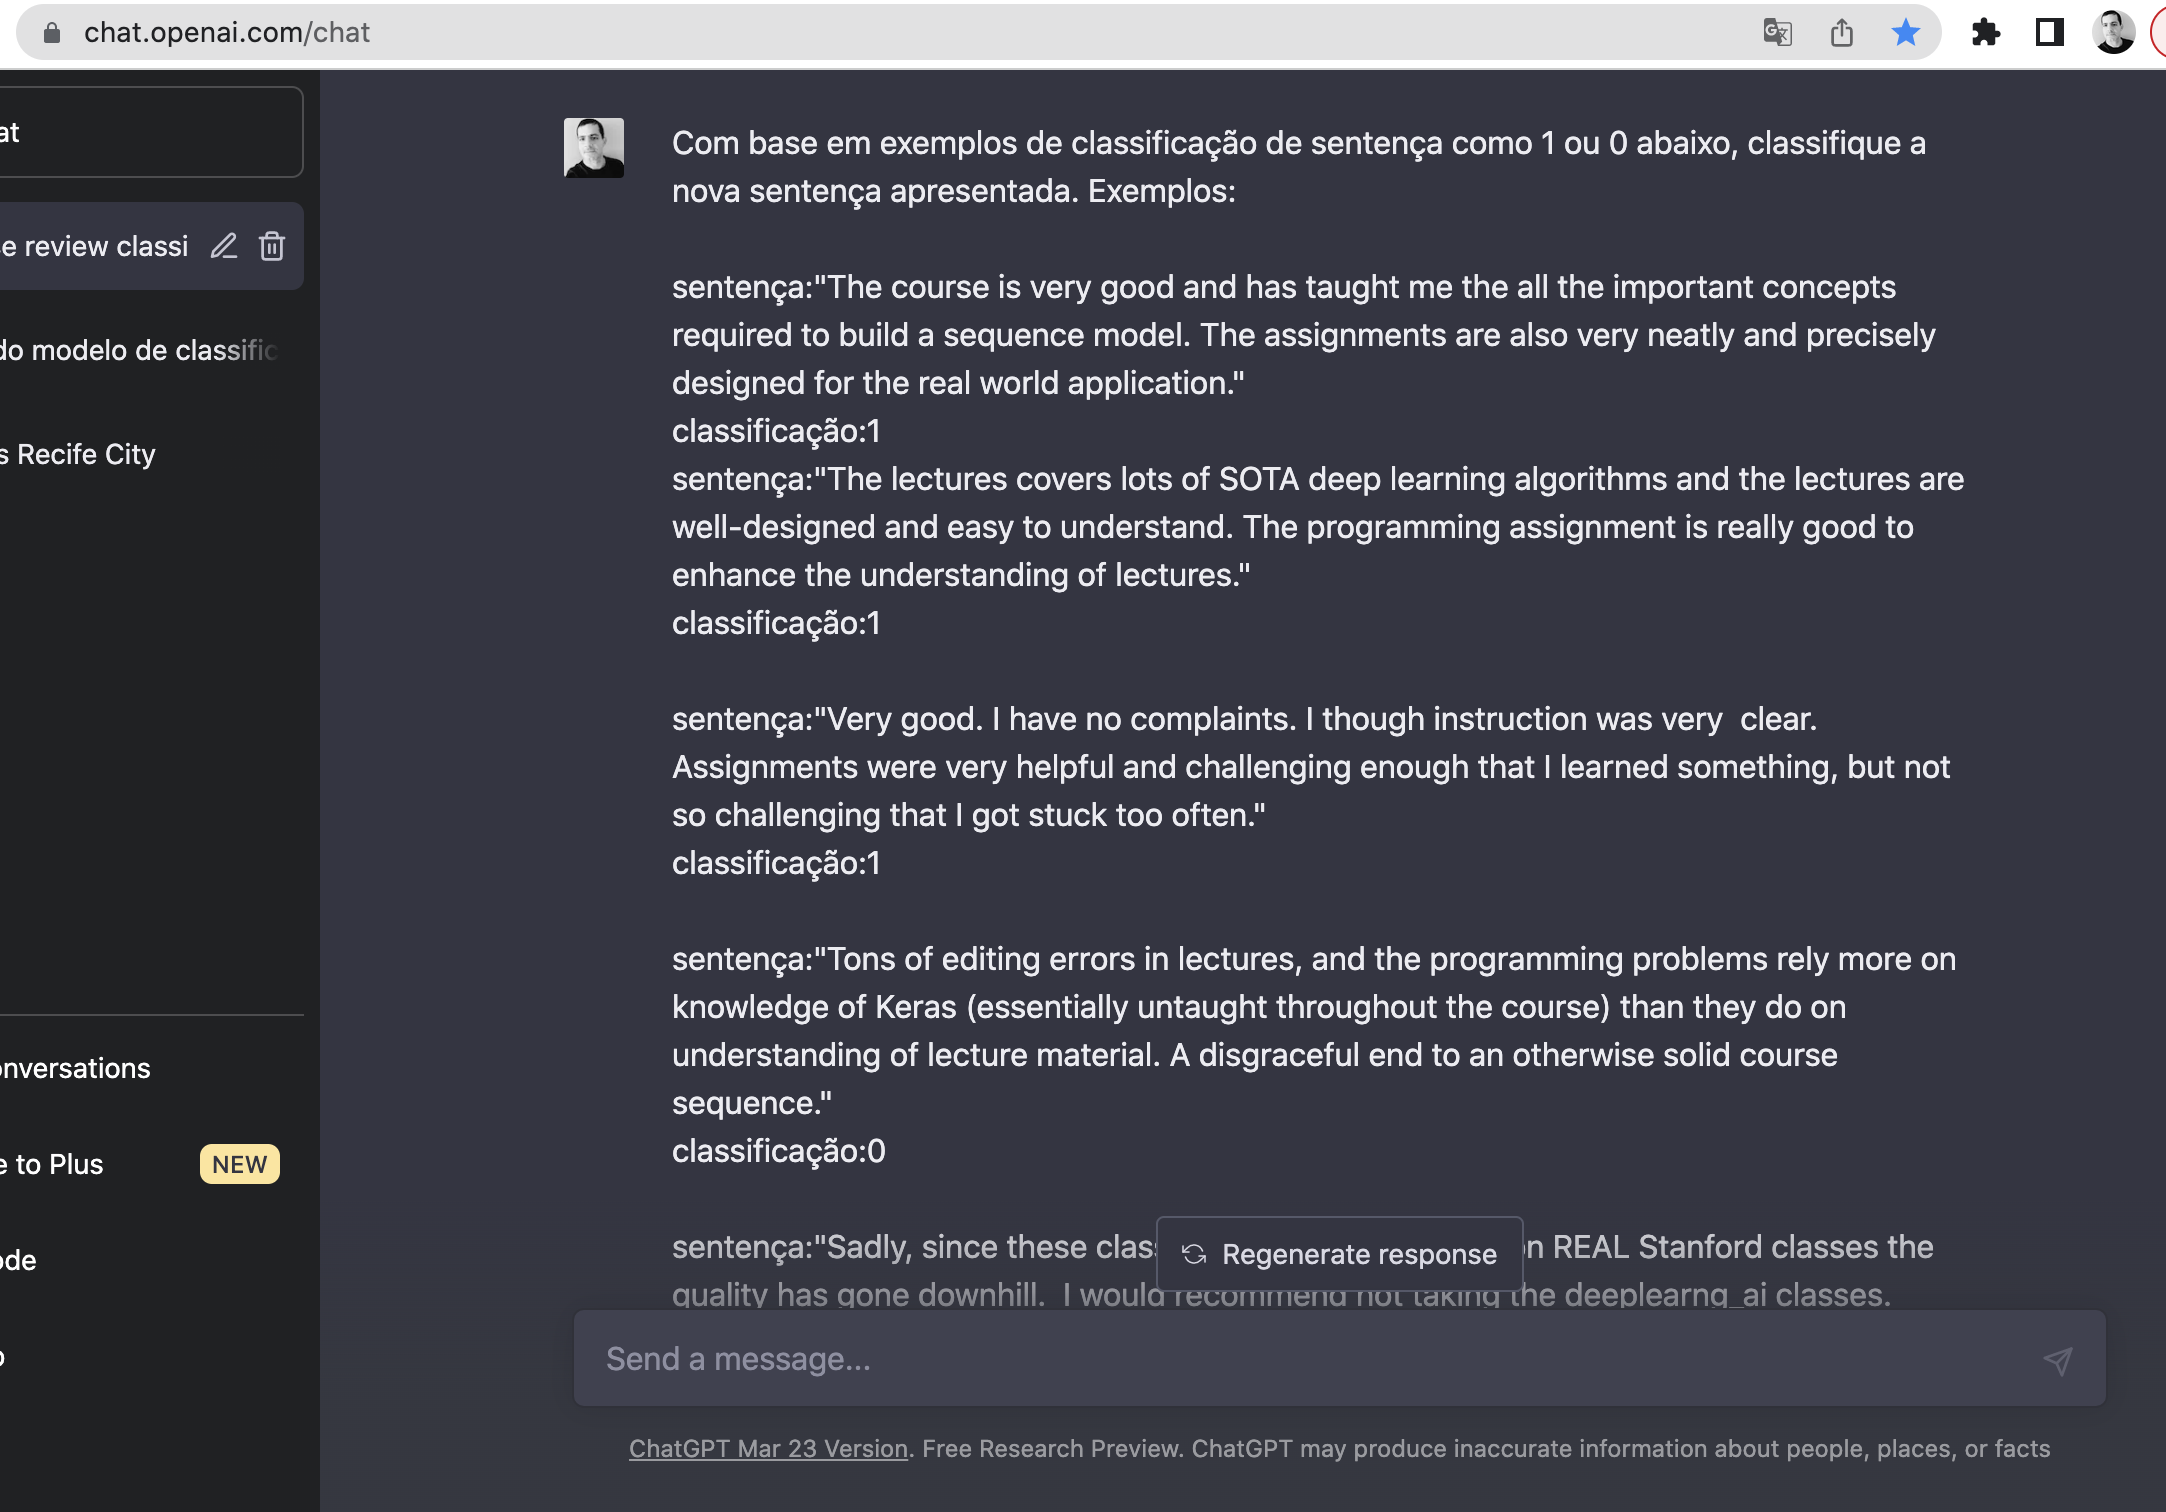 chat.openai.com/chat
at
e review classi
do modelo de classific
s Recife City
onversations
e to Plus
NEW
ode
Com base em exemplos de classificação de sentença como 1 ou 0 abaixo, classifique a
nova sentença apresentada. Exemplos:
sentença:"The course is very good and has taught me the all the important concepts
required to build a sequence model. The assignments are also very neatly and precisely
designed for the real world application."
classificação:1
sentença:"The lectures covers lots of SOTA deep learning algorithms and the lectures are
well-designed and easy to understand. The programming assignment is really good to
enhance the understanding of lectures."
classificação:1
sentença:"Very good. I have no complaints. I though instruction was very  clear.
Assignments were very helpful and challenging enough that I learned something, but not
so challenging that I got stuck too often."
classificação:1
sentença:"Tons of editing errors in lectures, and the programming problems rely more on
knowledge of Keras (essentially untaught throughout the course) than they do on
understanding of lecture material. A disgraceful end to an otherwise solid course
sequence."
classificação:0
sentença:"Sadly, since these clas n REAL Stanford classes the
Regenerate response
quality has gone downhill.  I would recommend not taking the deeplearng_ai classes.
Send a message...
ChatGPT Mar 23 Version. Free Research Preview. ChatGPT may produce inaccurate information about people, places, or facts